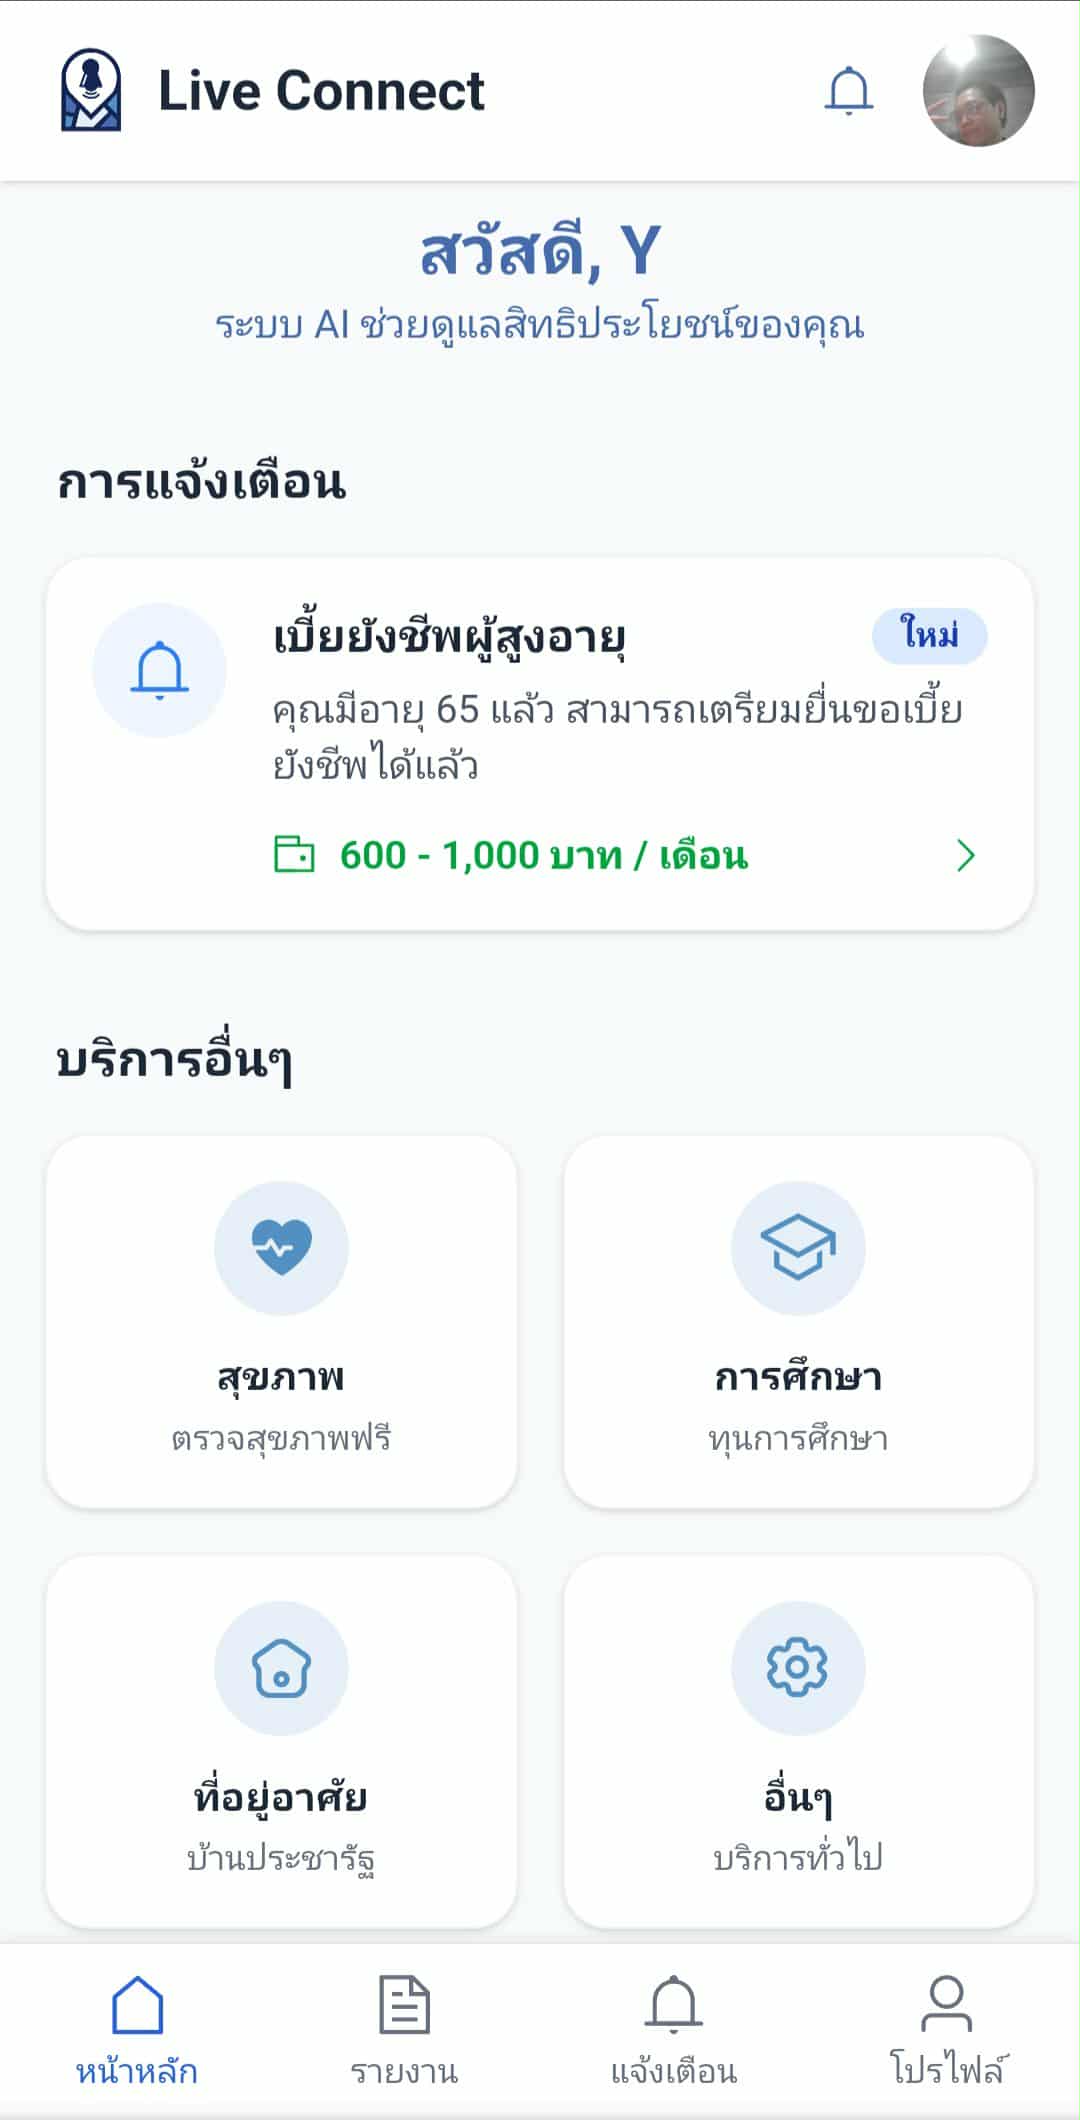 Live Connect
สวัสดี, Y
ระบบ AI ช่วยดูแลสิทธิประโยชน์ของคุณ
การแจ้งเตือน
เบี้ยยังชีพผู้สูงอายุ
ใหม่
คุณมีอายุ 65 แล้ว สามารถเตรียมยื่นขอเบี้ย
ยังชีพได้แล้ว
600 - 1,000 บาท / เดือน
บริการอื่นๆ
สุขภาพ
ตรวจสุขภาพฟรี
การศึกษา
ทุนการศึกษา
ที่อยู่อาศัย
บ้านประชารัฐ
อื่นๆ
บริการทั่วไป
หน้าหลัก
รายงาน
แจ้งเตือน
โปรไฟล์